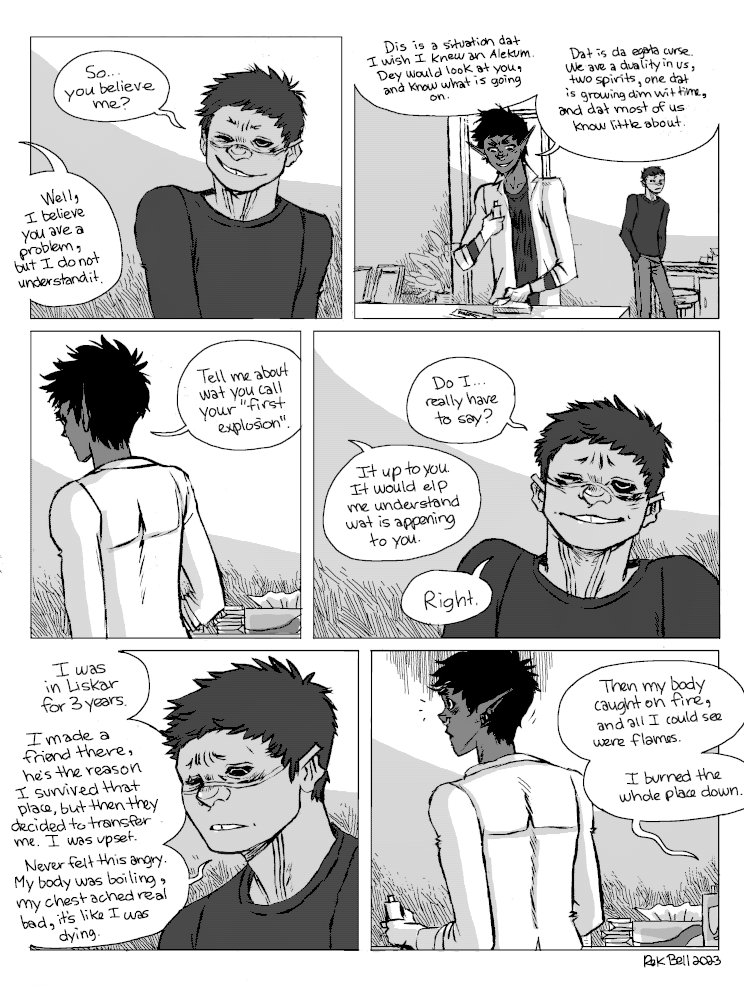 So...
you believe
me?
Well,
I believe
you ave a
problem,
but I do not
understand it.
Dis is a situation dat
I wish I knew an Alekum.
Dey would look at you,
and know what is going
on.
Dat is da egata curse.
We ave a duality in us,
two spirits, one dat
is growing dim wit time,
and dat most of us
know little about.
Tell me about
wat you call
your "first
explosion".
Do I...
really have
to say?
It up to you.
It would elp
me understand
wat is appening
to you.
Right.
I was
in Liskar
for 3 years.
I made a
friend there,
he's the reason
I survived that
place, but then they
decided to transfer
me. I was upset.
Never felt this angry.
My body was boiling,
my chest ached real
bad, it's like I was
dying.
Then my body
caught on fire,
and all I could see
were flames.
I burned the
whole place down.
Rak Bell 2023